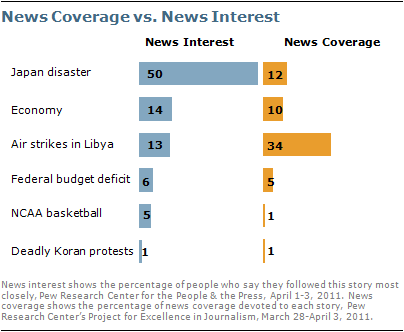 News Coverage vs. News Interest
News Interest News Coverage
Japan disaster 50 12
Economy 14 10
Air strikes in Libya 13 34
Federal budget deficit 6 5
NCAA basketball 5 1
Deadly Koran protests 1 1
News interest shows the percentage of people who say they followed this story most
closely, Pew Research Center for the People & the Press, April 1-3, 2011. News
coverage shows the percentage of news coverage devoted to each story, Pew
Research Center's Project for Excellence in Journalism, March 28-April 3, 2011.